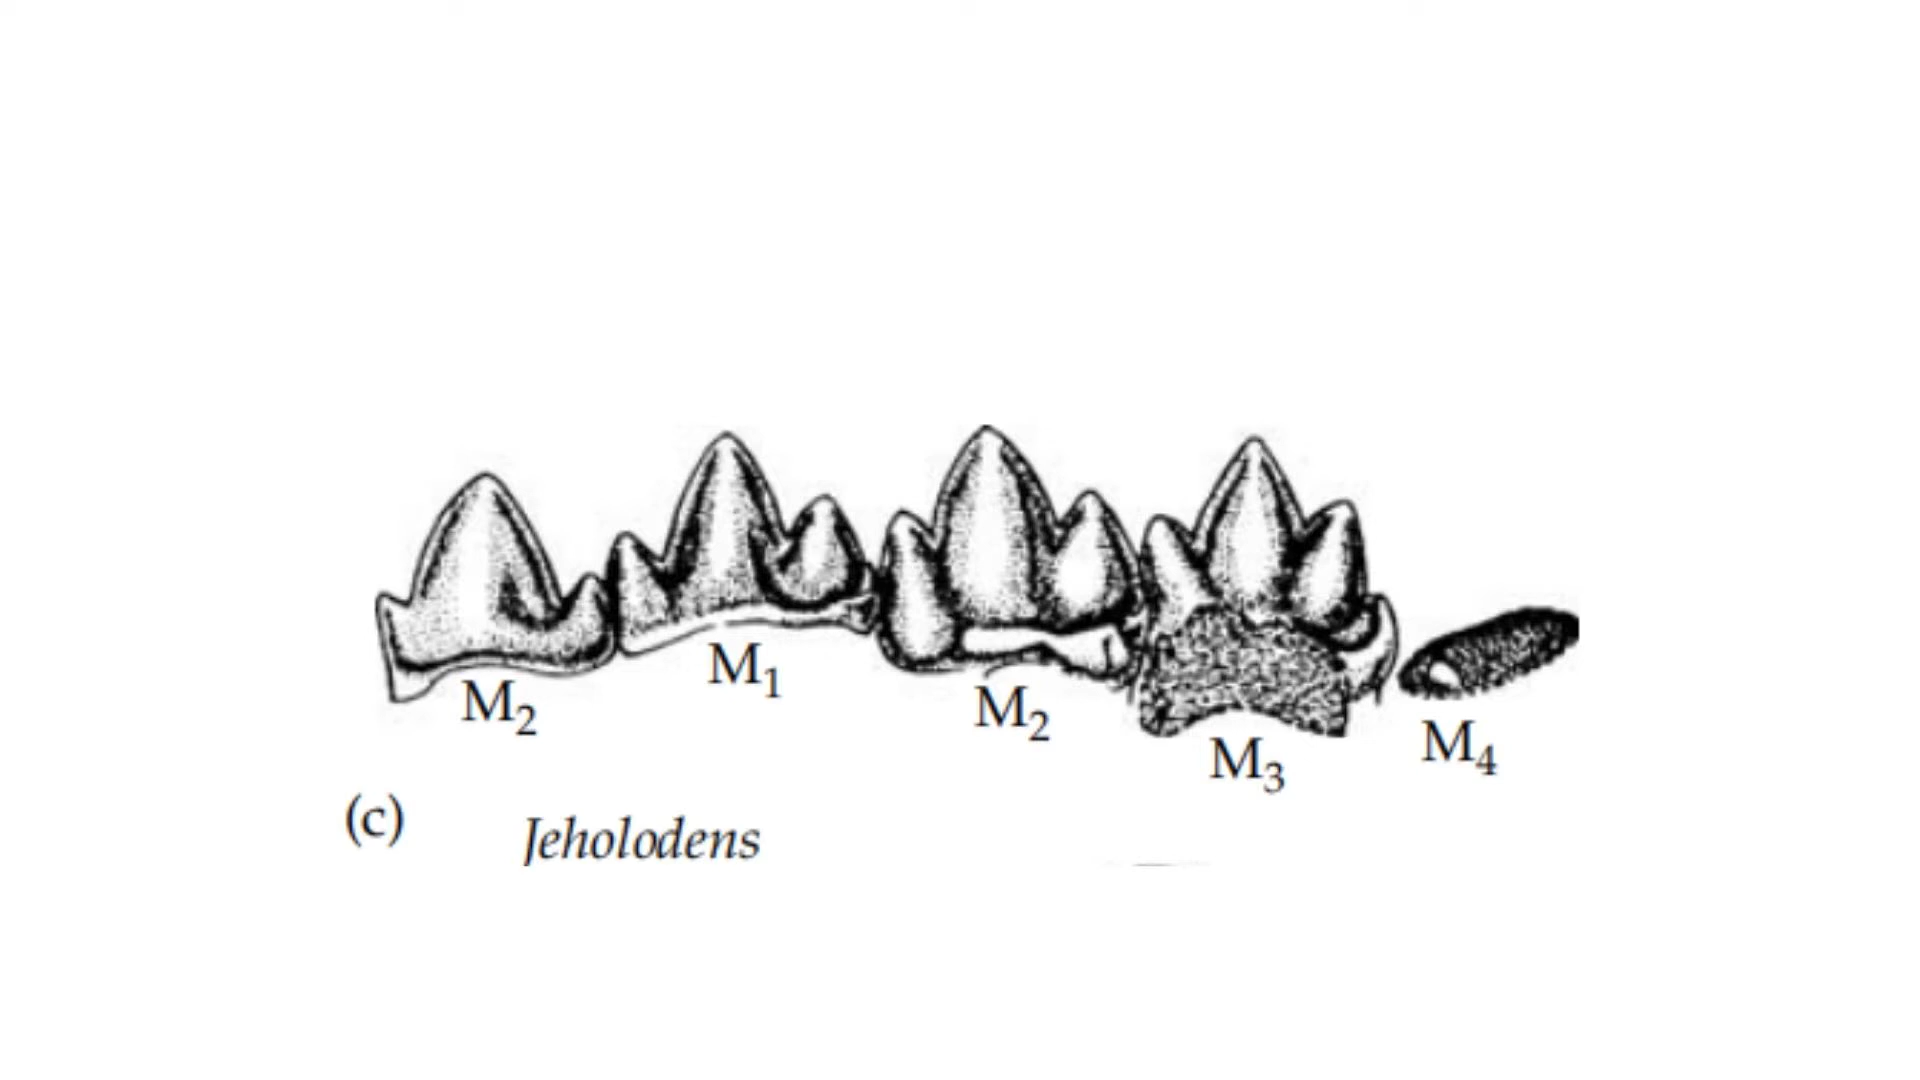 M₂ M₁ M₂ M₃ M₄
(c) Jeholodens